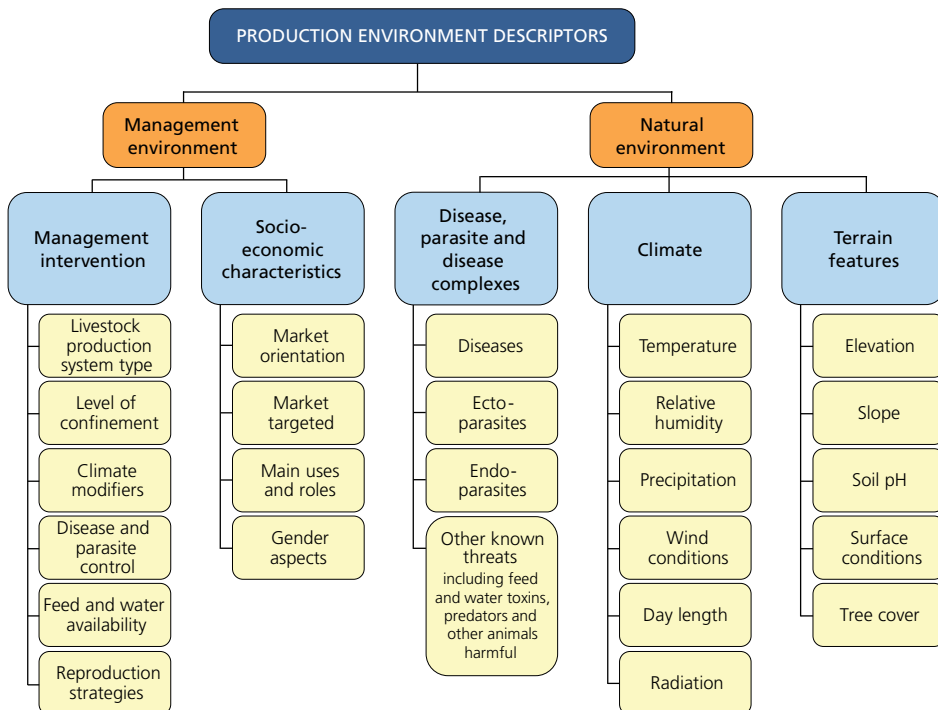 PRODUCTION ENVIRONMENT DESCRIPTORS
Management
environment
Natural
environment
Management
intervention
Socio-
economic
characteristics
Disease,
parasite and
disease
complexes
Climate
Terrain
features
Livestock
production
system type
Level of
confinement
Climate
modifiers
Disease and
parasite
control
Feed and water
availability
Reproduction
strategies
Market
orientation
Market
targeted
Main uses
and roles
Gender
aspects
Diseases
Ecto-
parasites
Endo-
parasites
Other known
threats
including feed
and water toxins,
predators and
other animals
harmful
Temperature
Relative
humidity
Precipitation
Wind
conditions
Day length
Radiation
Elevation
Slope
Soil pH
Surface
conditions
Tree cover